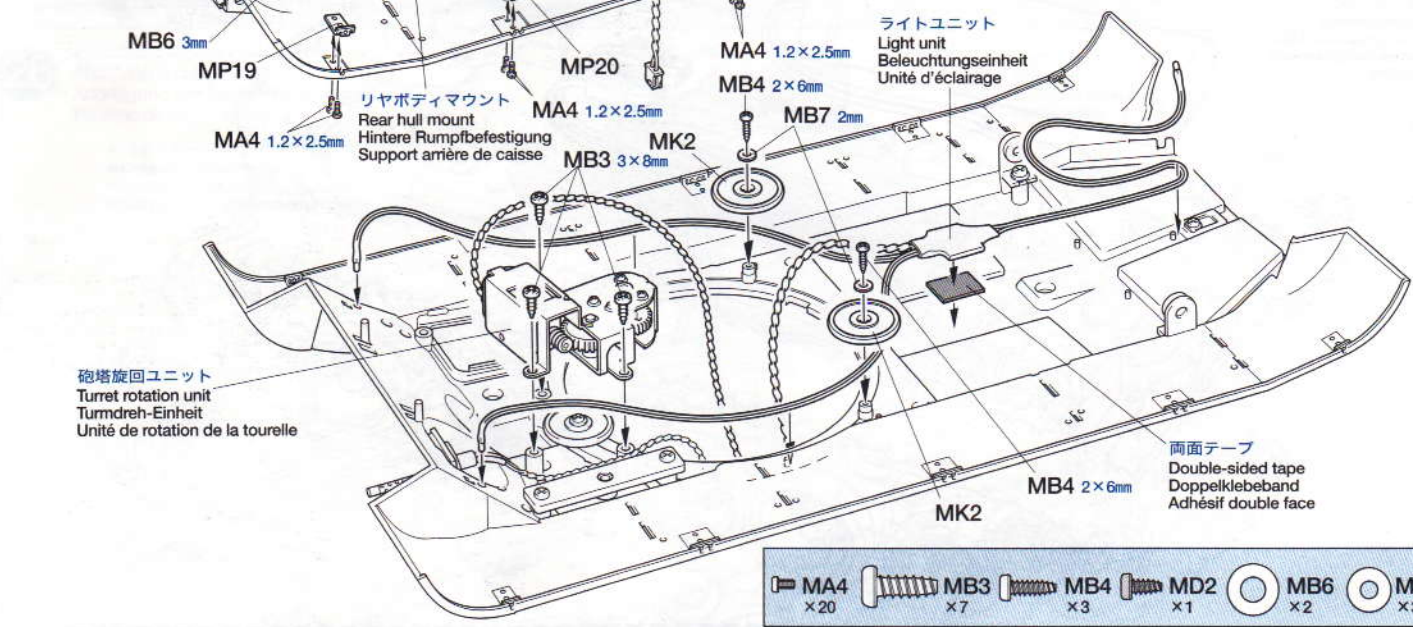 MB6 3mm
MP19
MA4 1.2×2.5mm
リヤボディマウント
Rear hull mount
Hintere Rumpfbefestigung
Support arrière de caisse
MP20
MA4 1.2×2.5mm
MA4 1.2×2.5mm
MB4 2×6mm
MB7 2mm
MK2
MB3 3×8mm
ライトユニット
Light unit
Beleuchtungseinheit
Unité d'éclairage
砲塔旋回ユニット
Turret rotation unit
Turmdreh-Einheit
Unité de rotation de la tourelle
両面テープ
Double-sided tape
Doppelklebeband
Adhésif double face
MB4 2×6mm
MK2
MA4 ×20
MB3 ×7
MB4 ×3
MD2 ×1
MB6 ×2